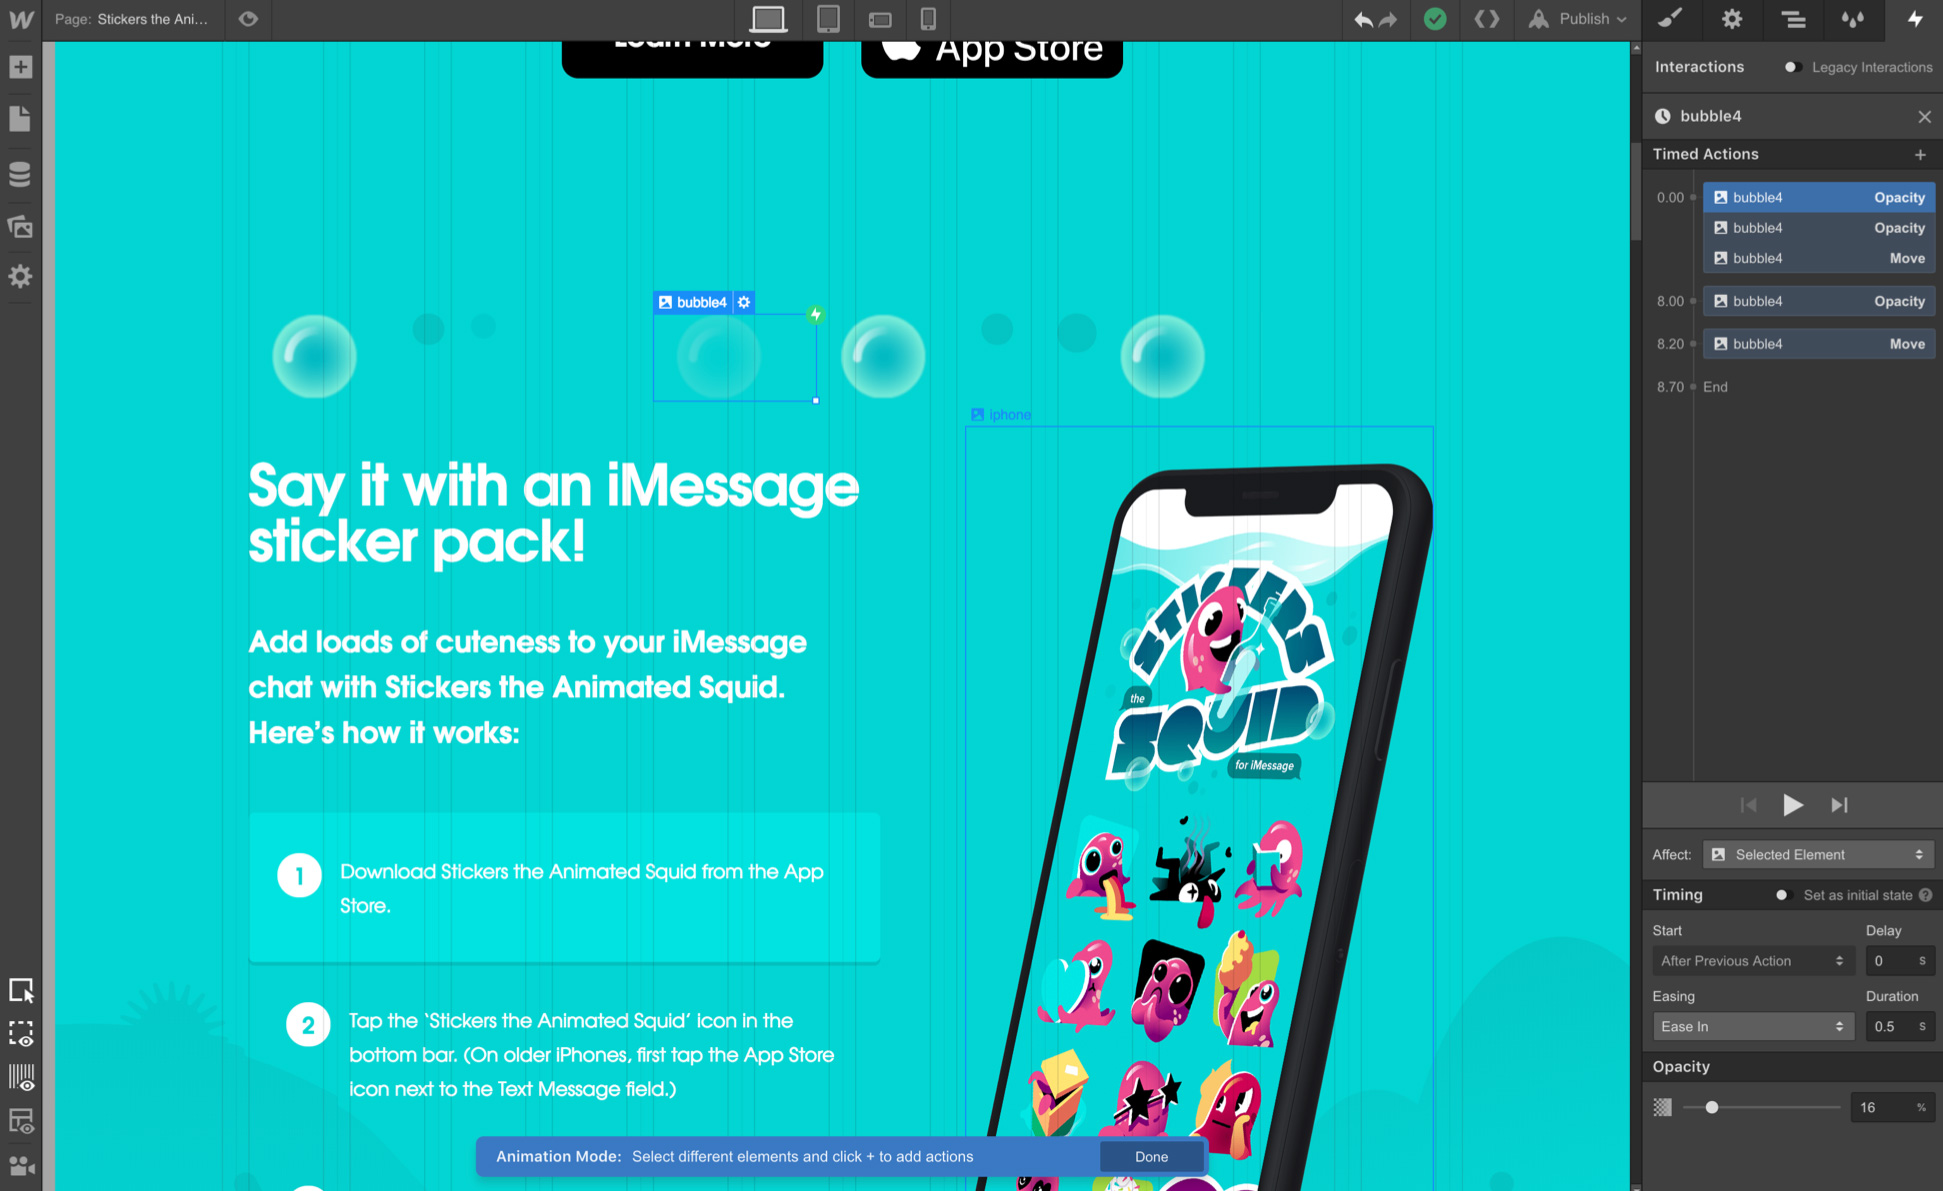 Page: Stickers the Ani...
Publish
Learn More
App Store
Interactions
Legacy Interactions
bubble4
Timed Actions
0.00 bubble4 Opacity
bubble4 Opacity
bubble4 Move
8.00 bubble4 Opacity
8.20 bubble4 Move
8.70 End
bubble4
iphone
Say it with an iMessage
sticker pack!
Add loads of cuteness to your iMessage
chat with Stickers the Animated Squid.
Here's how it works:
STICKERS
the
SQUID
for iMessage
1
Download Stickers the Animated Squid from the App
Store.
2
Tap the ‘Stickers the Animated Squid’ icon in the
bottom bar. (On older iPhones, first tap the App Store
icon next to the Text Message field.)
Animation Mode: Select different elements and click + to add actions
Done
Affect: Selected Element
Timing
Set as initial state
Start Delay
After Previous Action 0 S
Easing Duration
Ease In 0.5 S
Opacity
16 %